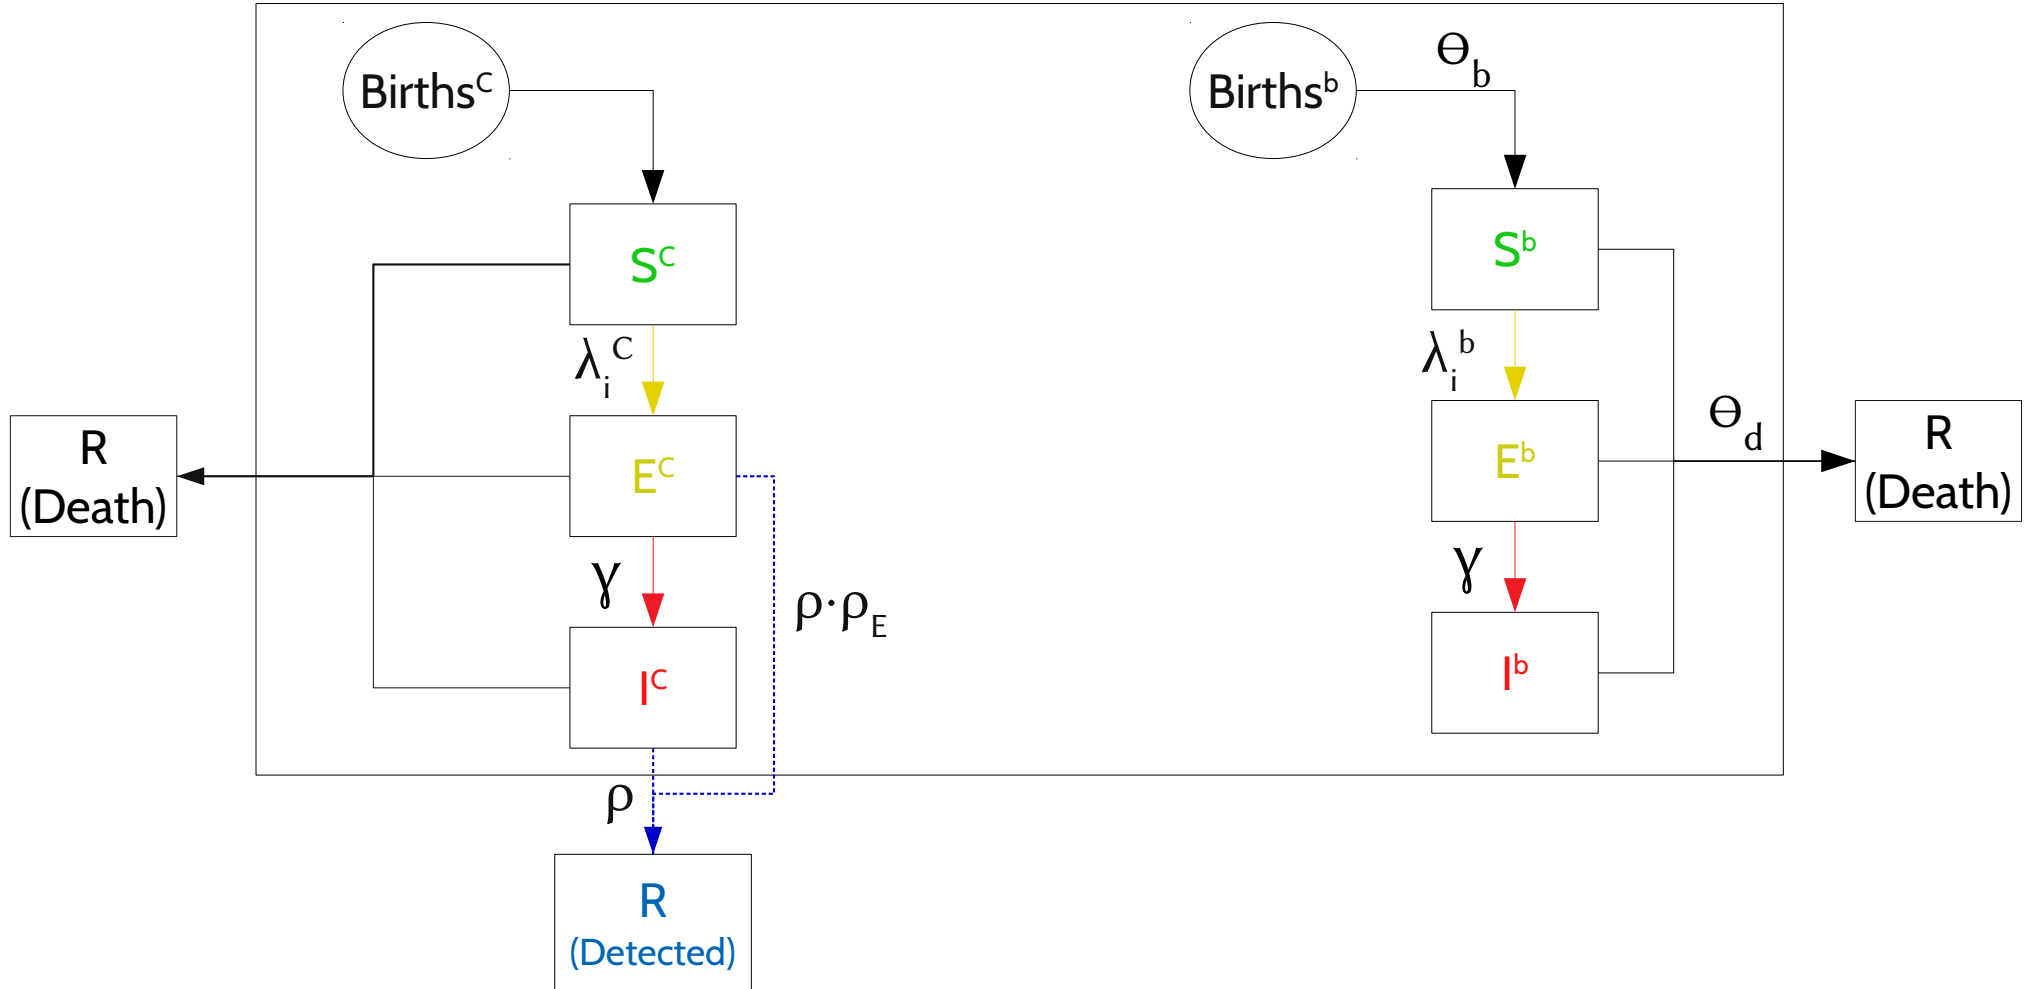 Births^C
Births^b
Θ_b
S^C
S^b
λ_i^C
λ_i^b
R
(Death)
E^C
E^b
Θ_d
R
(Death)
γ
γ
ρ·ρ_E
I^C
I^b
ρ
R
(Detected)